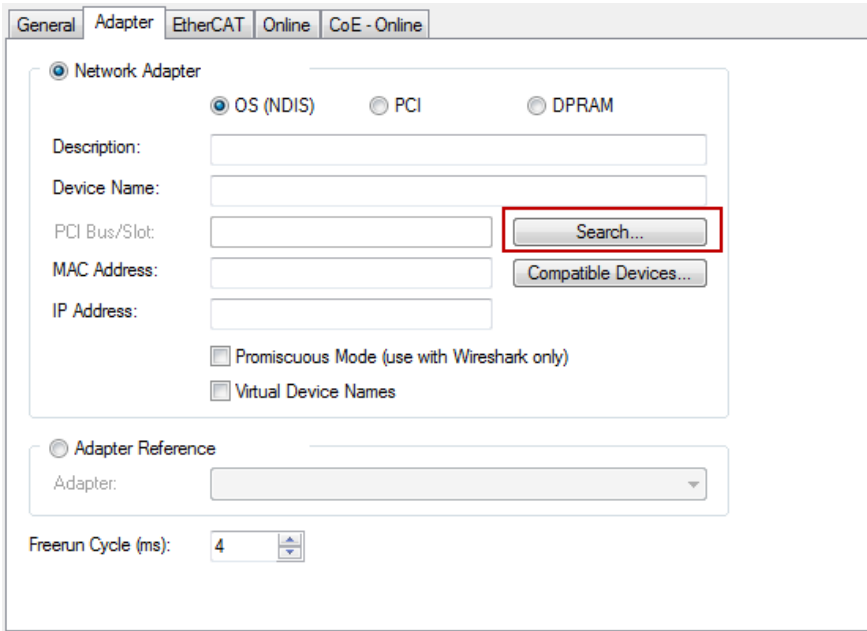 General Adapter EtherCAT Online CoE - Online
Network Adapter
OS (NDIS) PCI DPRAM
Description:
Device Name:
PCI Bus/Slot: Search...
MAC Address: Compatible Devices...
IP Address:
Promiscuous Mode (use with Wireshark only)
Virtual Device Names
Adapter Reference
Adapter:
Freerun Cycle (ms): 4